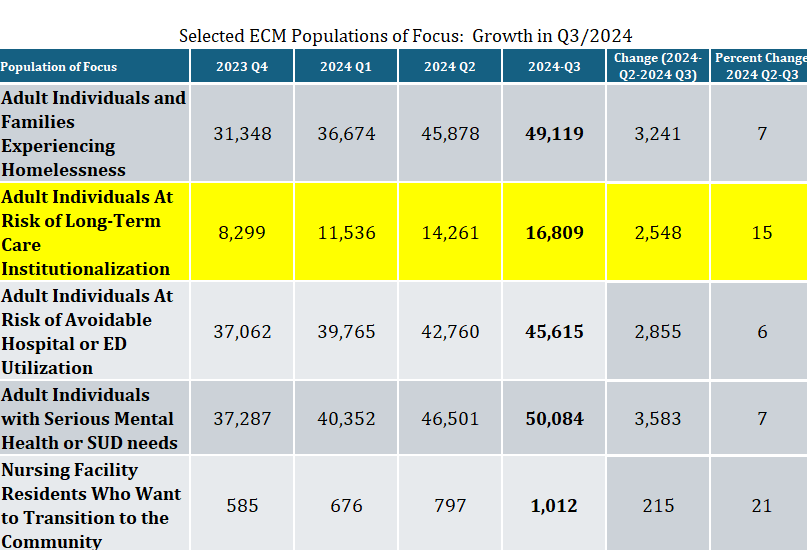 Selected ECM Populations of Focus:  Growth in Q3/2024
Population of Focus 2023 Q4 2024 Q1 2024 Q2 2024-Q3 Change (2024-Q2-2024 Q3) Percent Change 2024 Q2-Q3
Adult Individuals and
Families
Experiencing
Homelessness
31,348 36,674 45,878 49,119 3,241 7
Adult Individuals At
Risk of Long-Term
Care
Institutionalization
8,299 11,536 14,261 16,809 2,548 15
Adult Individuals At
Risk of Avoidable
Hospital or ED
Utilization
37,062 39,765 42,760 45,615 2,855 6
Adult Individuals
with Serious Mental
Health or SUD needs
37,287 40,352 46,501 50,084 3,583 7
Nursing Facility
Residents Who Want
to Transition to the
Community
585 676 797 1,012 215 21